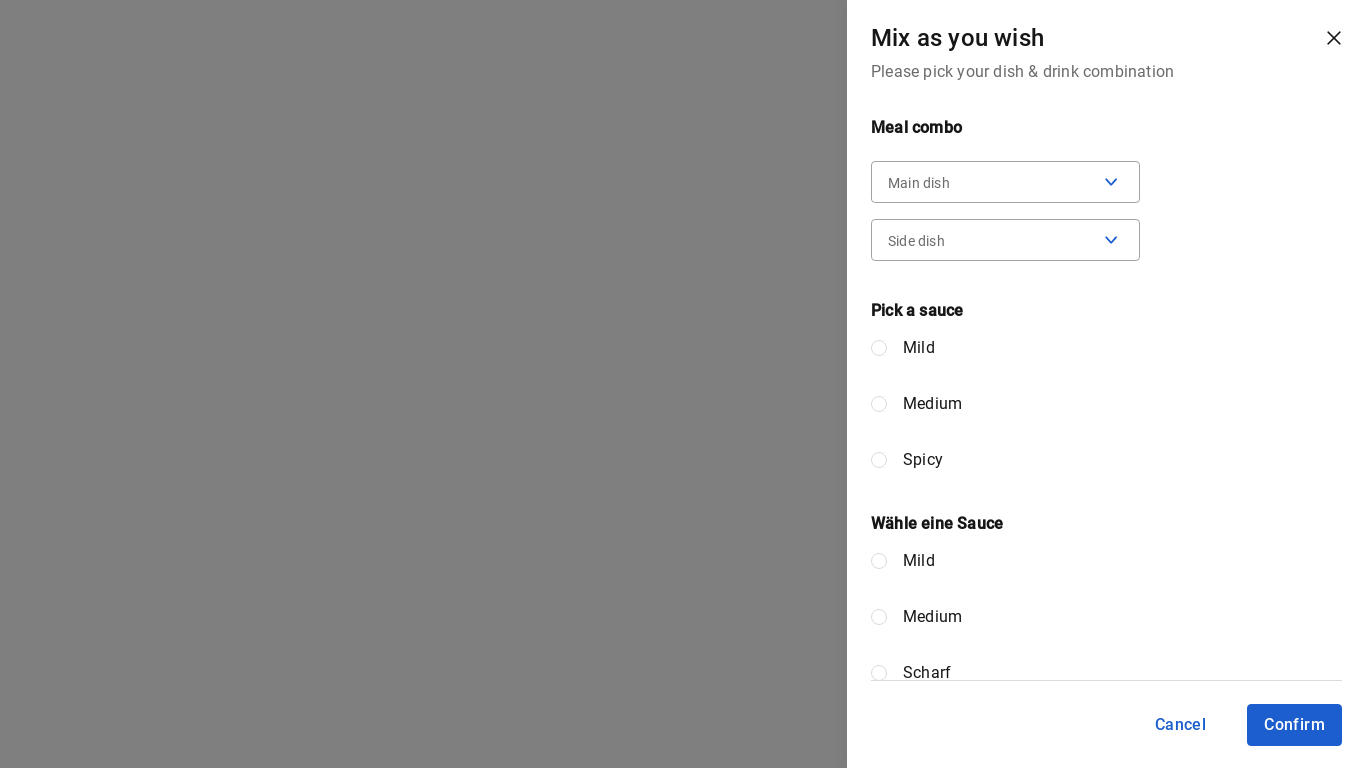 Mix as you wish
Please pick your dish & drink combination
Meal combo
Main dish
Side dish
Pick a sauce
Mild
Medium
Spicy
Wähle eine Sauce
Mild
Medium
Scharf
Cancel
Confirm